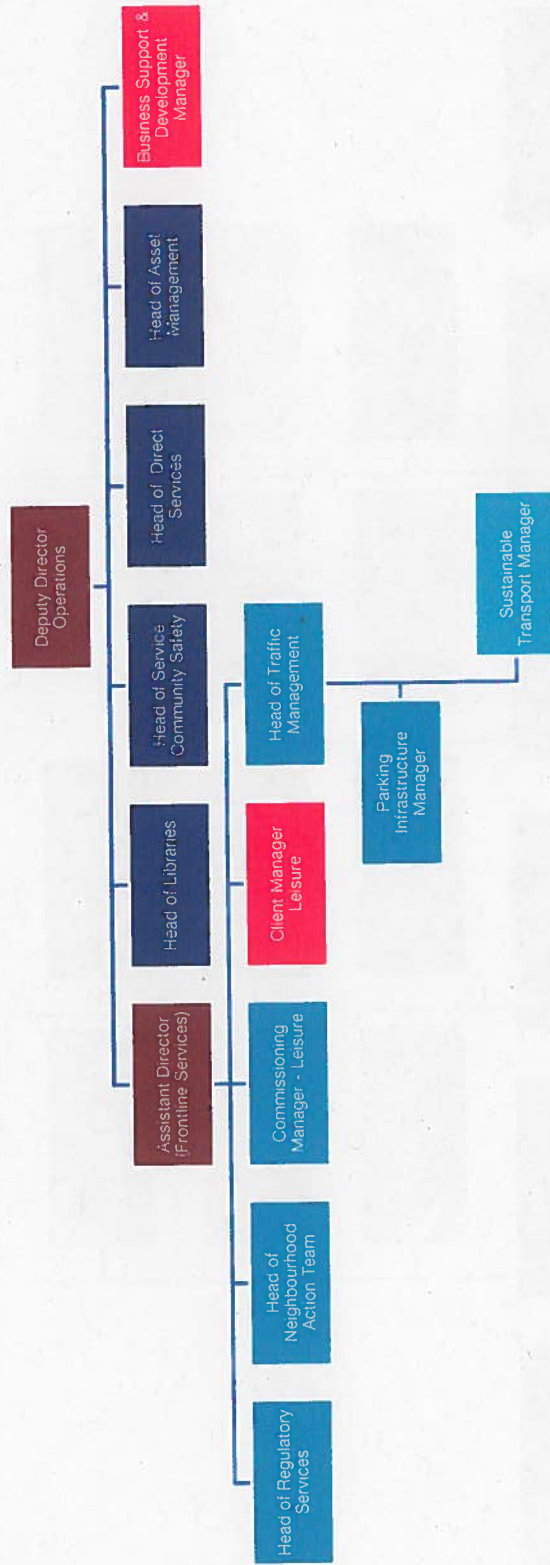 Deputy Director
Operations
Assistant Director
(Frontline Services)
Head of Libraries
Head of Service
Community Safety
Head of Direct
Services
Head of Asset
Management
Business Support &
Development
Manager
Head of Regulatory
Services
Head of
Neighbourhood
Action Team
Commissioning
Manager - Leisure
Client Manager
Leisure
Head of Traffic
Management
Parking
Infrastructure
Manager
Sustainable
Transport Manager